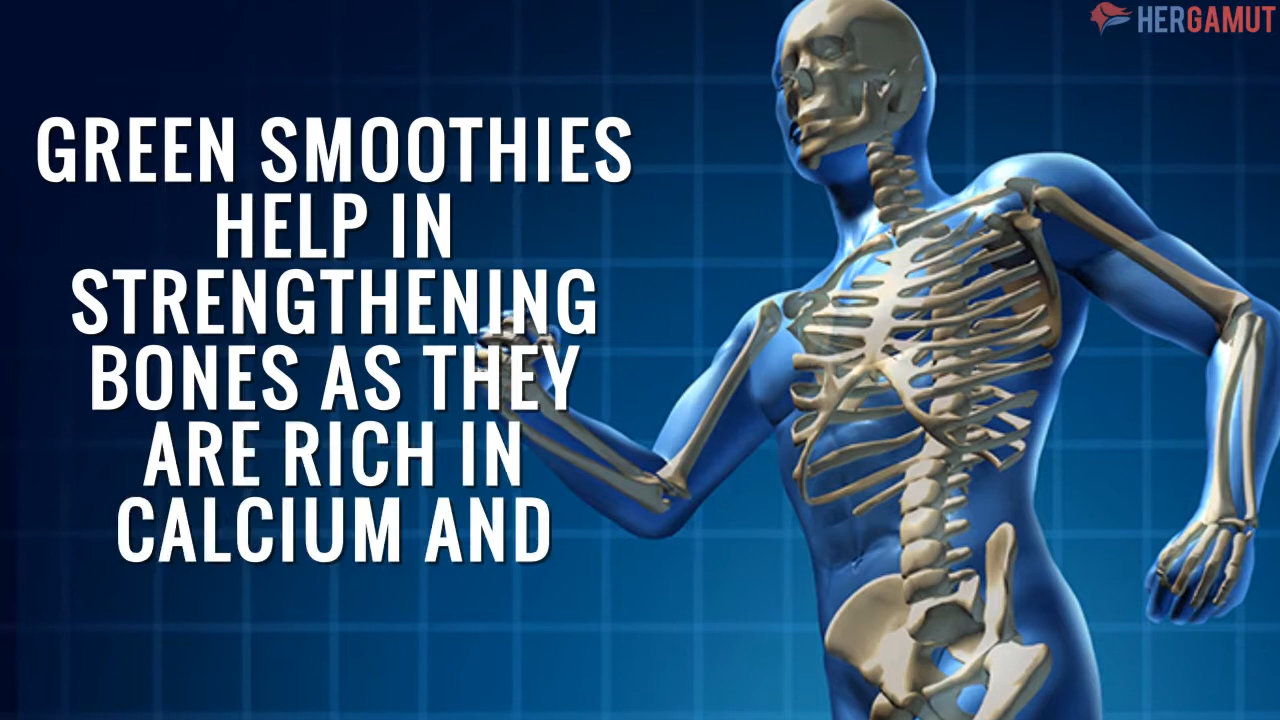 HERGAMUT
GREEN SMOOTHIES
HELP IN
STRENGTHENING
BONES AS THEY
ARE RICH IN
CALCIUM AND